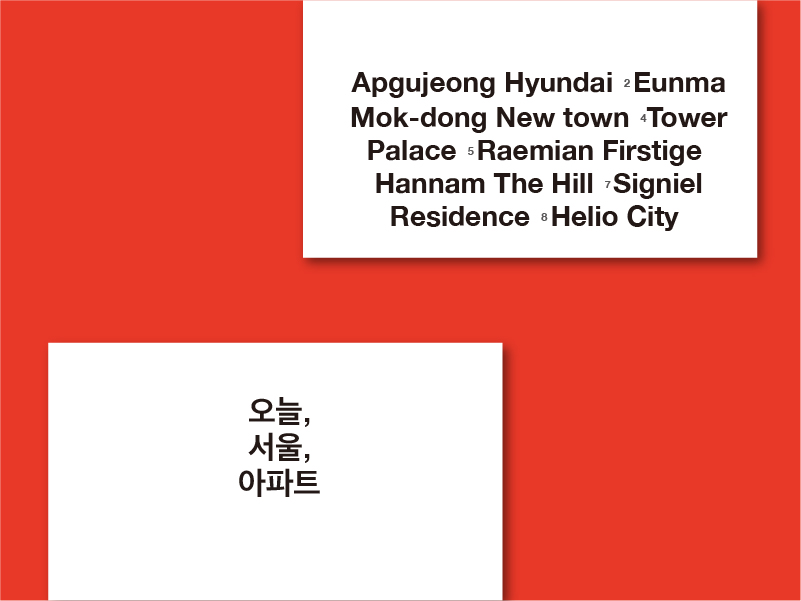 Apgujeong Hyundai 2 Eunma
Mok-dong New town 4 Tower
Palace 5 Raemian Firstige
Hannam The Hill 7 Signiel
Residence 8 Helio City
오늘,
서울,
아파트